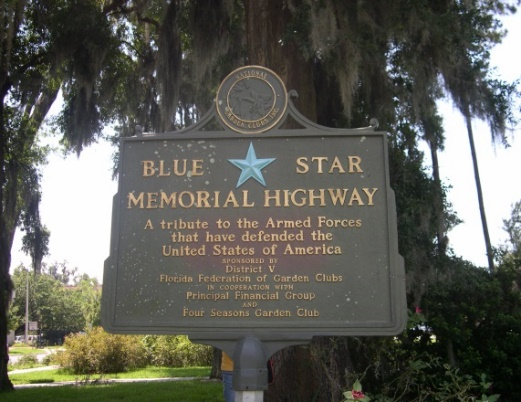 NATIONAL
GARDEN CLUBS, INC.
BLUE STAR
MEMORIAL HIGHWAY
A tribute to the Armed Forces
that have defended the
United States of America
SPONSORED BY
District V
Florida Federation of Garden Clubs
IN COOPERATION WITH
Principal Financial Group
AND
Four Seasons Garden Club